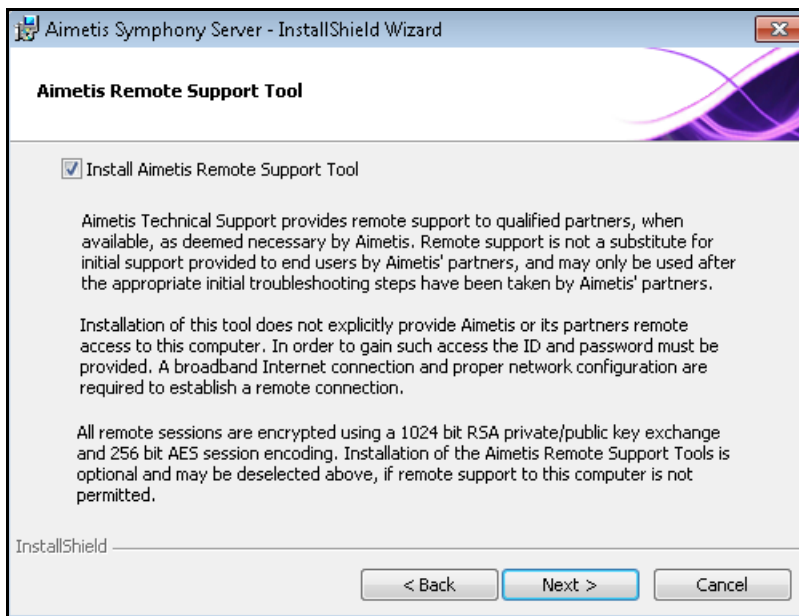 Aimetis Symphony Server - InstallShield Wizard
Aimetis Remote Support Tool
Install Aimetis Remote Support Tool
Aimetis Technical Support provides remote support to qualified partners, when
available, as deemed necessary by Aimetis. Remote support is not a substitute for
initial support provided to end users by Aimetis' partners, and may only be used after
the appropriate initial troubleshooting steps have been taken by Aimetis' partners.
Installation of this tool does not explicitly provide Aimetis or its partners remote
access to this computer. In order to gain such access the ID and password must be
provided. A broadband Internet connection and proper network configuration are
required to establish a remote connection.
All remote sessions are encrypted using a 1024 bit RSA private/public key exchange
and 256 bit AES session encoding. Installation of the Aimetis Remote Support Tools is
optional and may be deselected above, if remote support to this computer is not
permitted.
InstallShield
< Back Next > Cancel